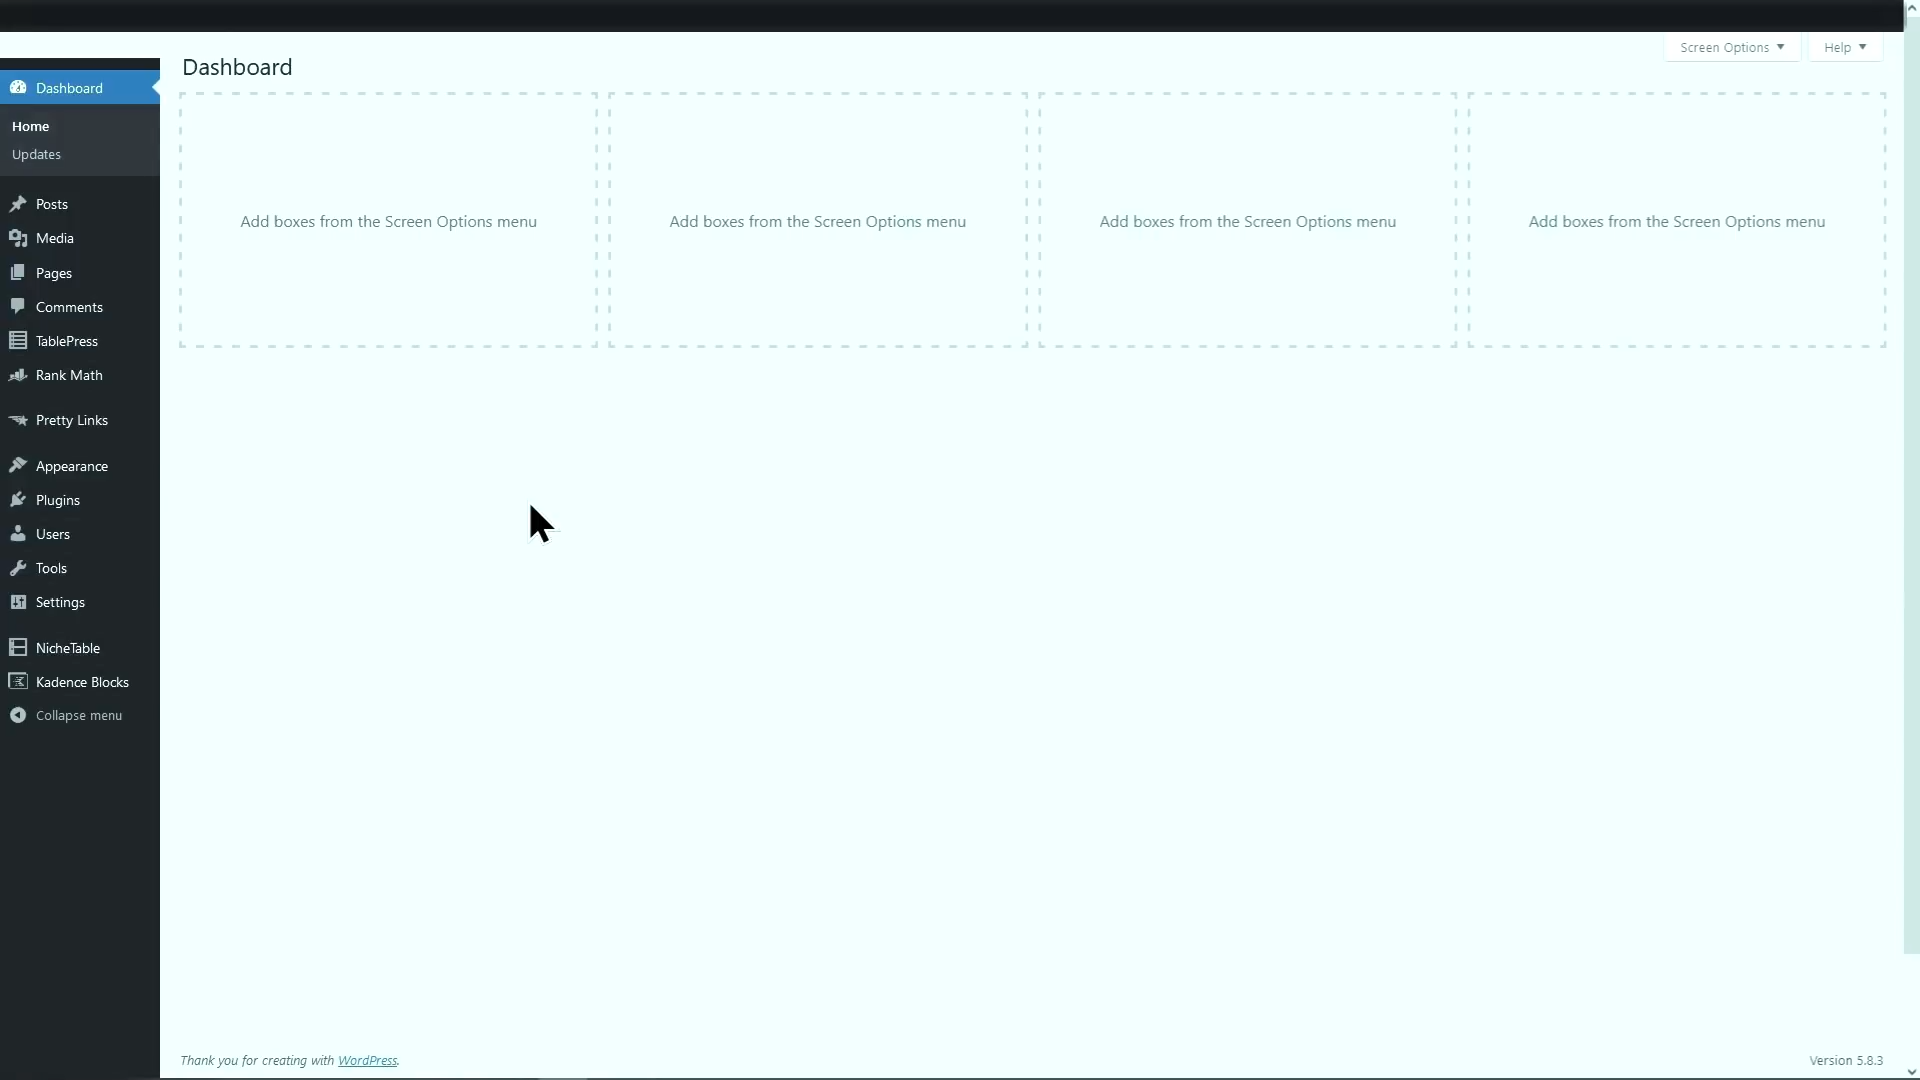 Screen Options ▼
Help ▼
Dashboard
Dashboard
Home
Updates
Posts
Media
Pages
Comments
TablePress
Rank Math
Pretty Links
Appearance
Plugins
Users
Tools
Settings
NicheTable
Kadence Blocks
Collapse menu
Add boxes from the Screen Options menu
Add boxes from the Screen Options menu
Add boxes from the Screen Options menu
Add boxes from the Screen Options menu
Thank you for creating with WordPress.
Version 5.8.3